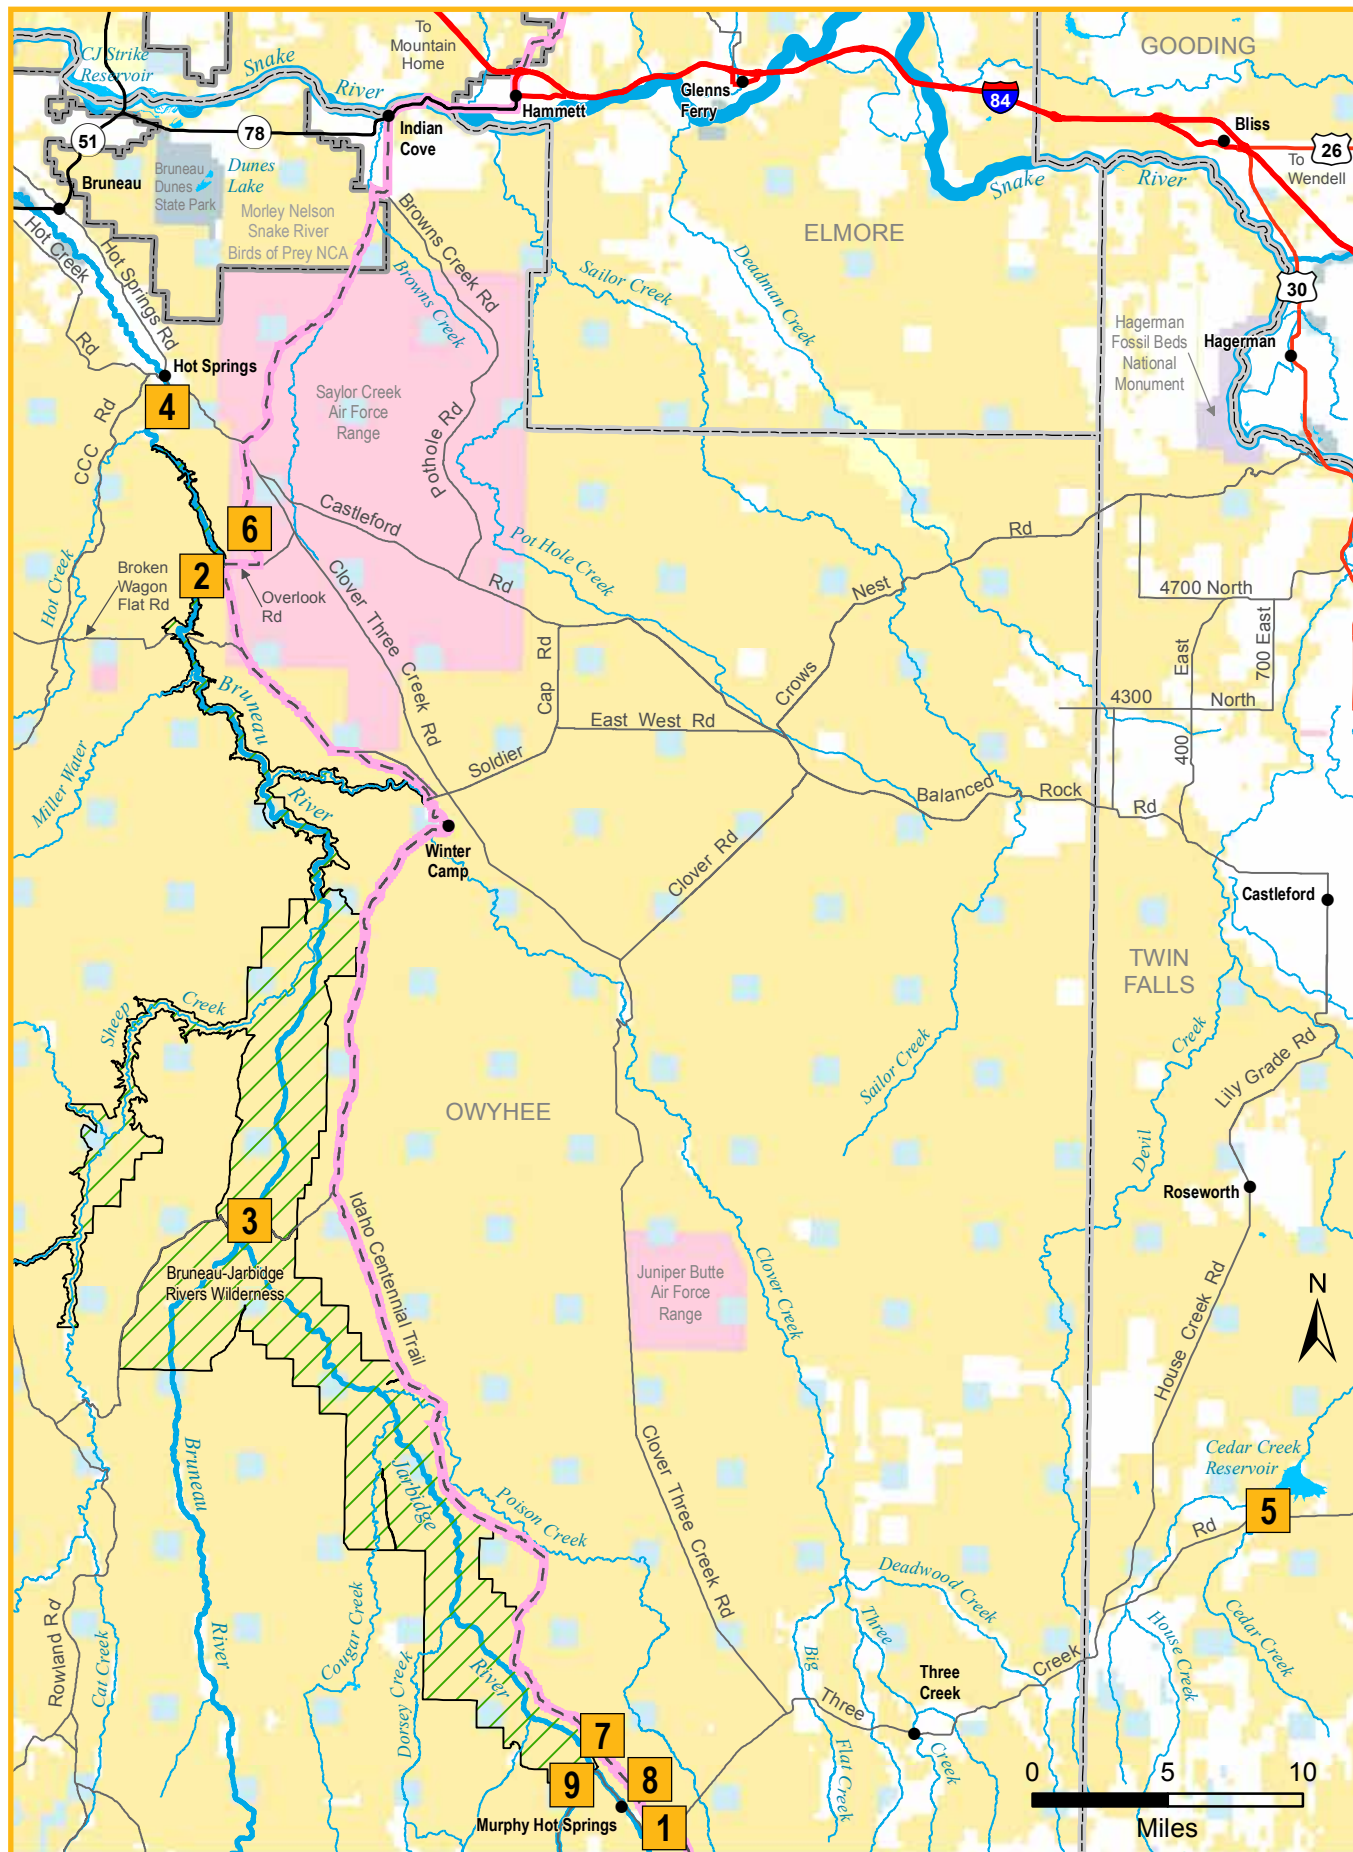 To
Mountain
Home
GOODING
CJ Strike
Reservoir
Snake
River
Glenns
Ferry
Hammett
84
51
78
Indian
Cove
Bliss
26
To
Wendell
Bruneau
Bruneau
Dunes
State Park
Dunes
Lake
Morley Nelson
Snake River
Birds of Prey NCA
Snake
River
ELMORE
Hot Creek
Rd
Hot Springs Rd
Browns Creek Rd
Browns Creek
Sailor Creek
Deadman Creek
30
Hagerman
Fossil Beds
National
Monument
Hagerman
Hot Springs
4
Saylor Creek
Air Force
Range
Pothole Rd
CCC Rd
Castleford
Rd
6
2
Broken
Wagon
Flat Rd
Overlook
Rd
Hot Creek
Clover Three Creek Rd
Pot Hole Creek
Crows Nest Rd
4700 North
700 East
400 East
4300 North
Cap Rd
East West Rd
Soldier
Bruneau
River
Miller Water
Balanced Rock Rd
Clover Rd
Winter
Camp
Castleford
TWIN
FALLS
Sheep Creek
Sailor Creek
Devil Creek
Lily Grade Rd
OWYHEE
Roseworth
3
Bruneau-Jarbidge
Rivers Wilderness
Idaho Centennial Trail
Juniper Butte
Air Force
Range
Clover Creek
House Creek Rd
N
Bruneau
River
Jarbidge
River
Poison Creek
Clover Three Creek Rd
Cedar Creek
Reservoir
5
Rd
Deadwood Creek
Rowland Rd
Cat Creek
Cougar Creek
Dorsey Creek
Big
Flat Creek
Three
Creek
Three
Creek
Three
Creek
House Creek
Cedar Creek
7
8
9
1
Murphy Hot Springs
0
5
10
Miles